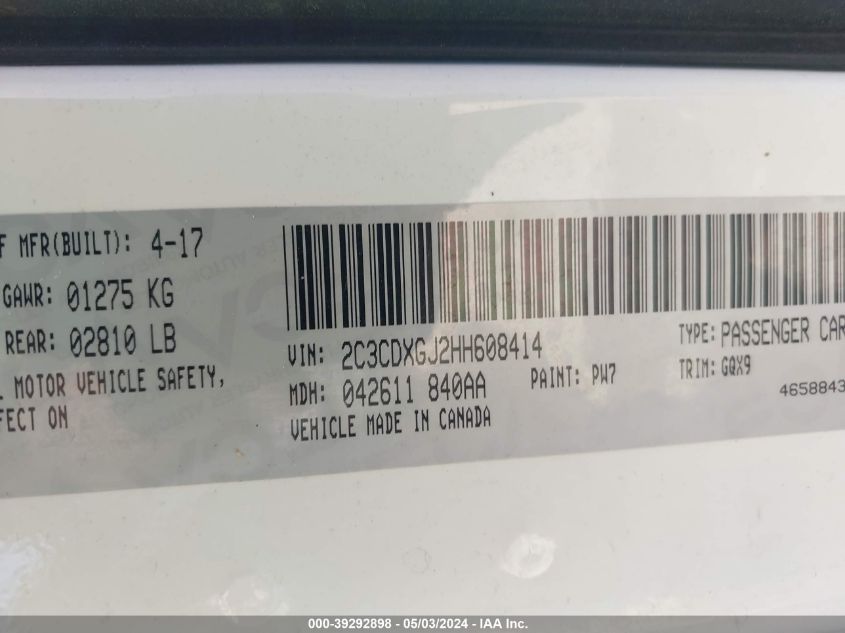 F MFR(BUILT): 4-17
GAWR: 01275 KG
REAR: 02810 LB
MOTOR VEHICLE SAFETY,
FECT ON
VIN: 2C3CDXGJ2HH608414
TYPE: PASSENGER CAR
MDH: 042611 840AA
PAINT: PW7
TRIM: GQX9
VEHICLE MADE IN CANADA
4658843
000-39292898 - 05/03/2024 - IAA Inc.